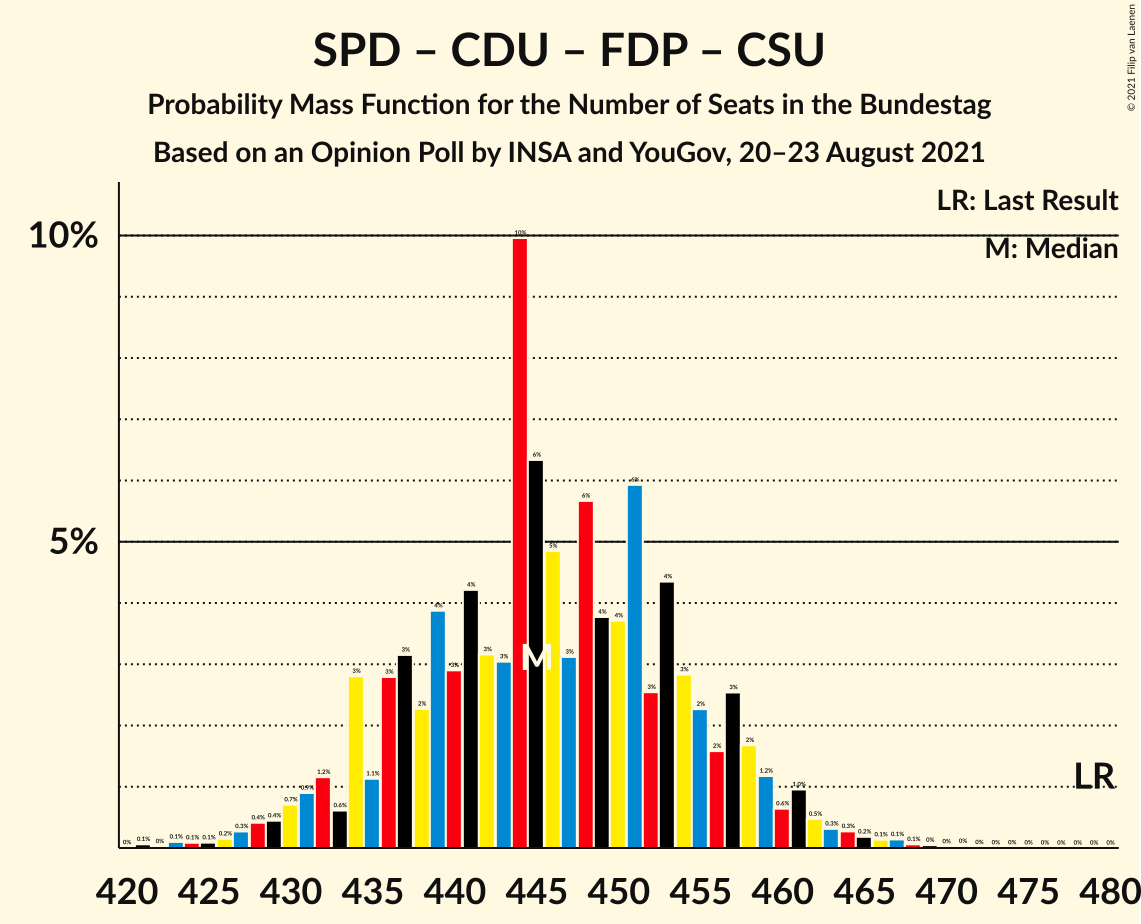 SPD – CDU – FDP – CSU
Probability Mass Function for the Number of Seats in the Bundestag
Based on an Opinion Poll by INSA and YouGov, 20–23 August 2021
© 2021 Filip van Laenen
LR: Last Result
M: Median
10%
5%
0% 0.1% 0% 0.1% 0.1% 0.1% 0.2% 0.3% 0.4% 0.4% 0.7% 0.9% 1.2% 0.6% 3% 1.1% 3% 3% 2% 4% 3% 4% 3% 3% 10% 6% 5% 3% 6% 4% 4% 6% 3% 4% 3% 2% 2% 3% 2% 1.2% 0.6% 1.0% 0.5% 0.3% 0.3% 0.2% 0.1% 0.1% 0.1% 0% 0% 0% 0% 0% 0% 0% 0% 0% 0% 0% 0%
M
LR
420 425 430 435 440 445 450 455 460 465 470 475 480